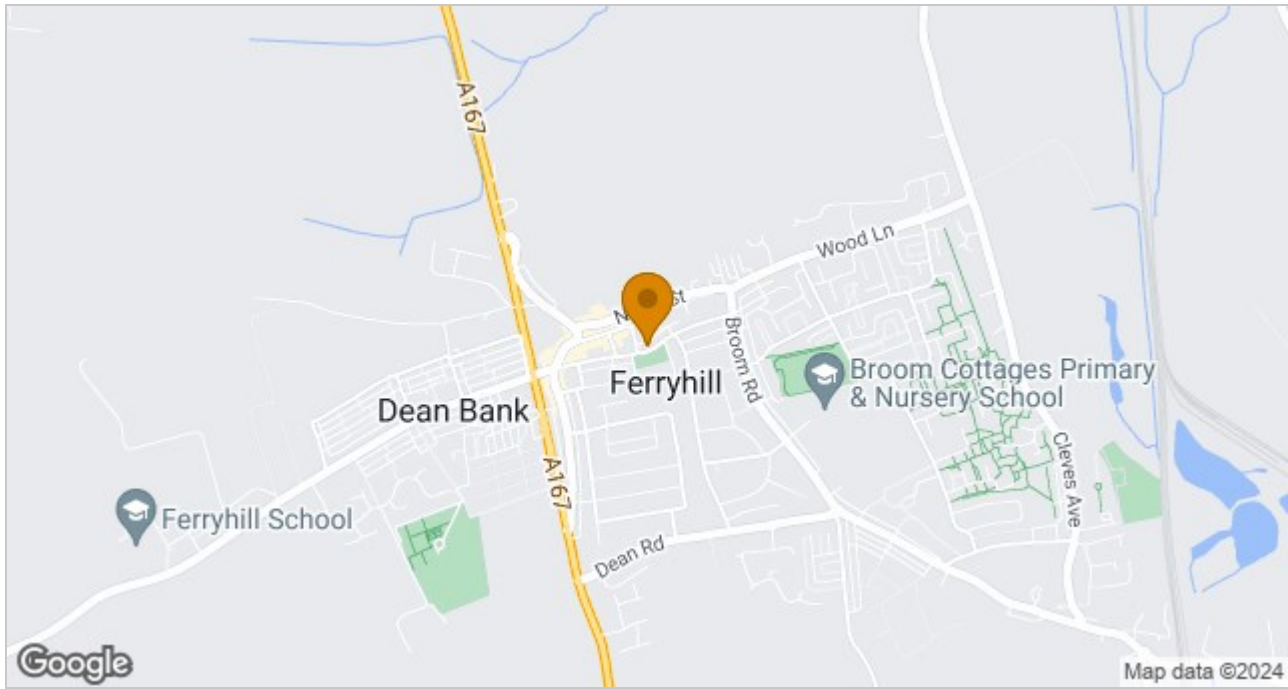 A167
Wood Ln
Broom Rd
Ferryhill
Broom Cottages Primary
& Nursery School
Dean Bank
Cleves Ave
A167
Ferryhill School
Dean Rd
Google
Map data ©2024